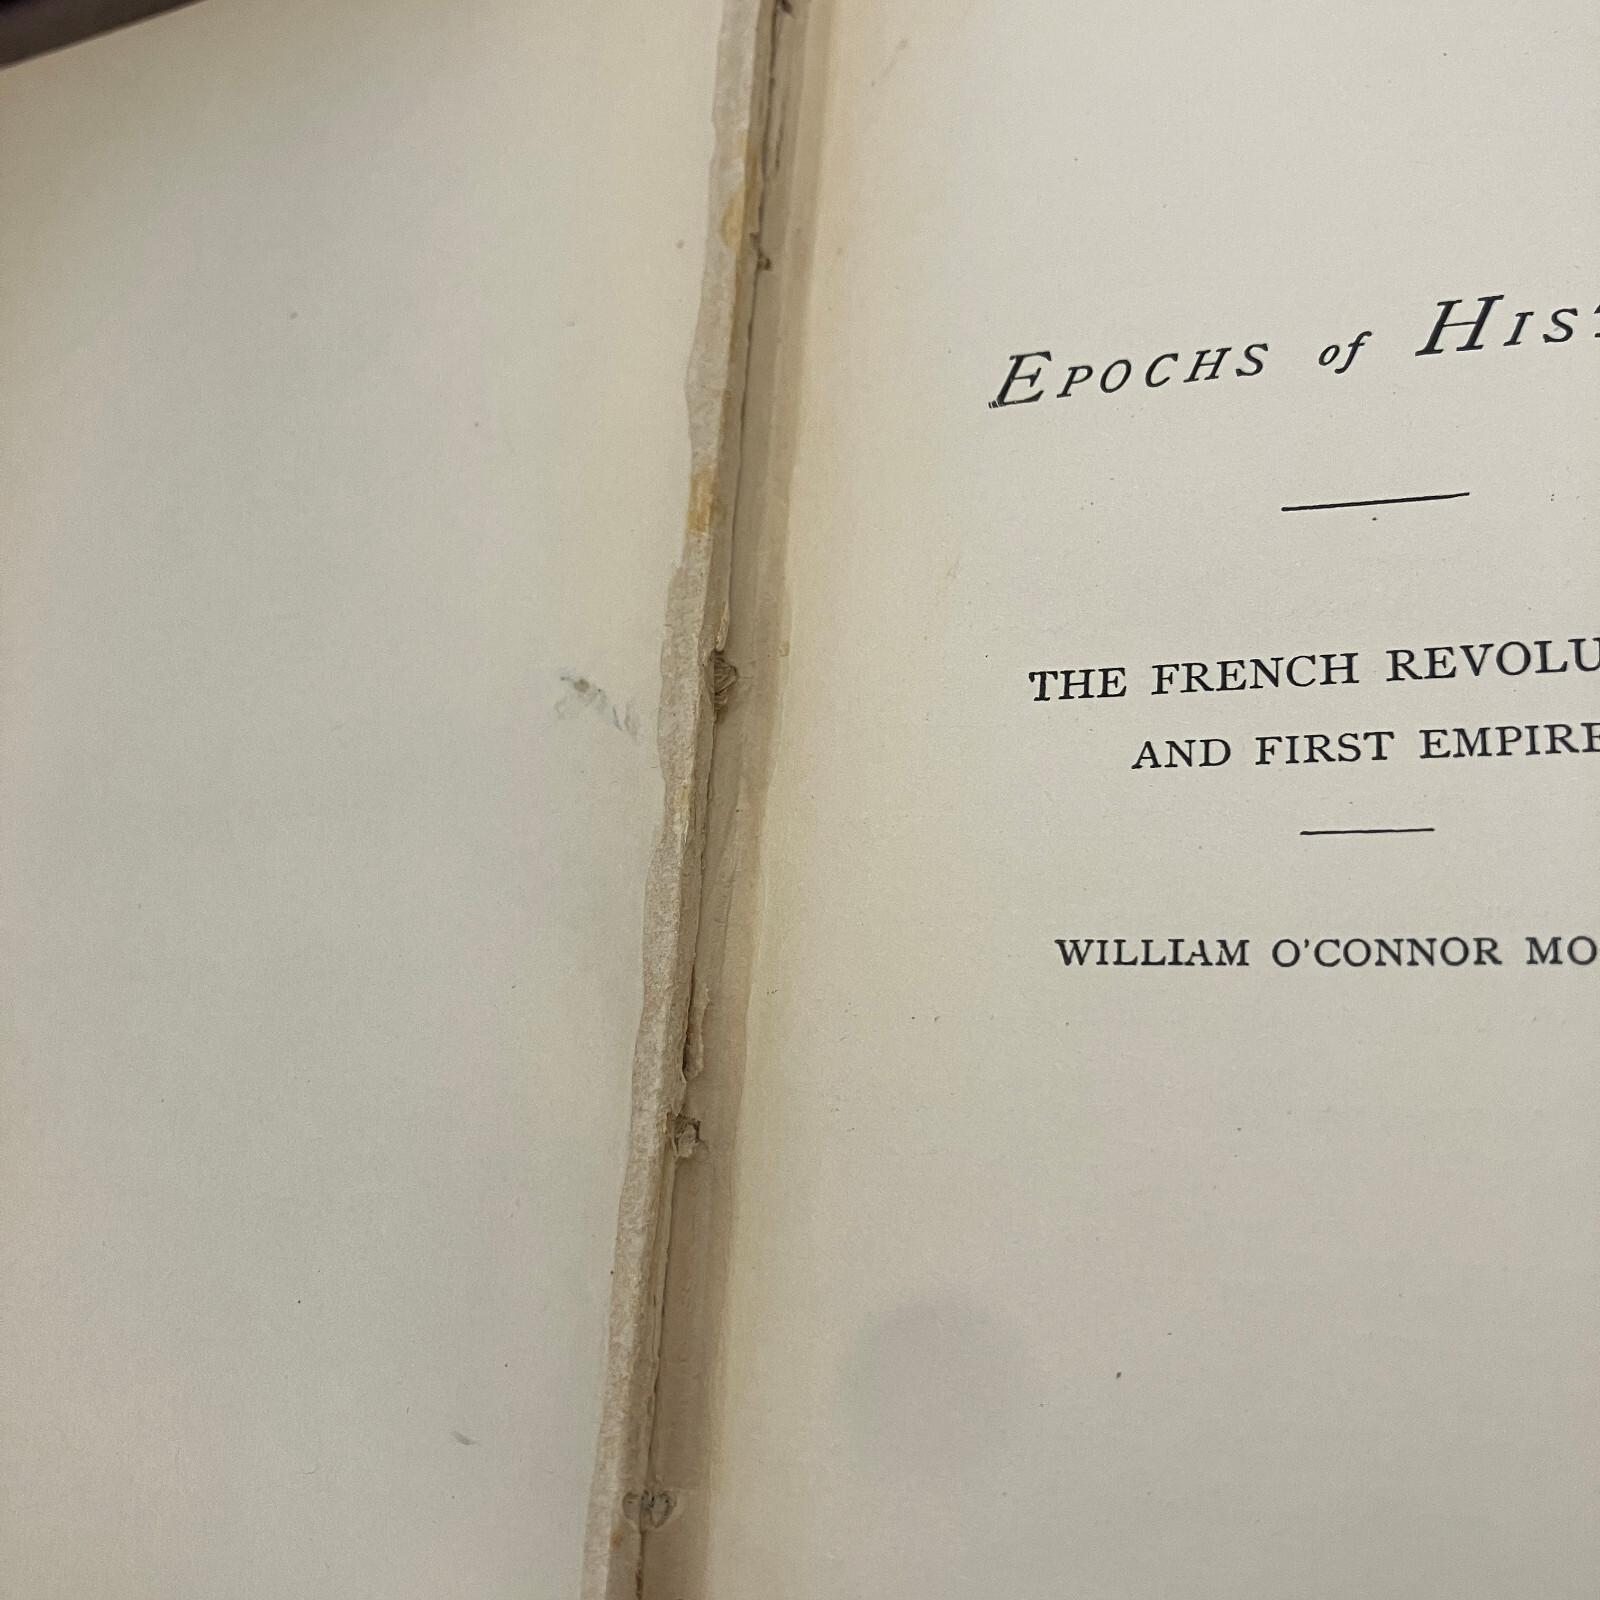 EPOCHS of HIS
THE FRENCH REVOLU
AND FIRST EMPIRE
WILLIAM O'CONNOR MO